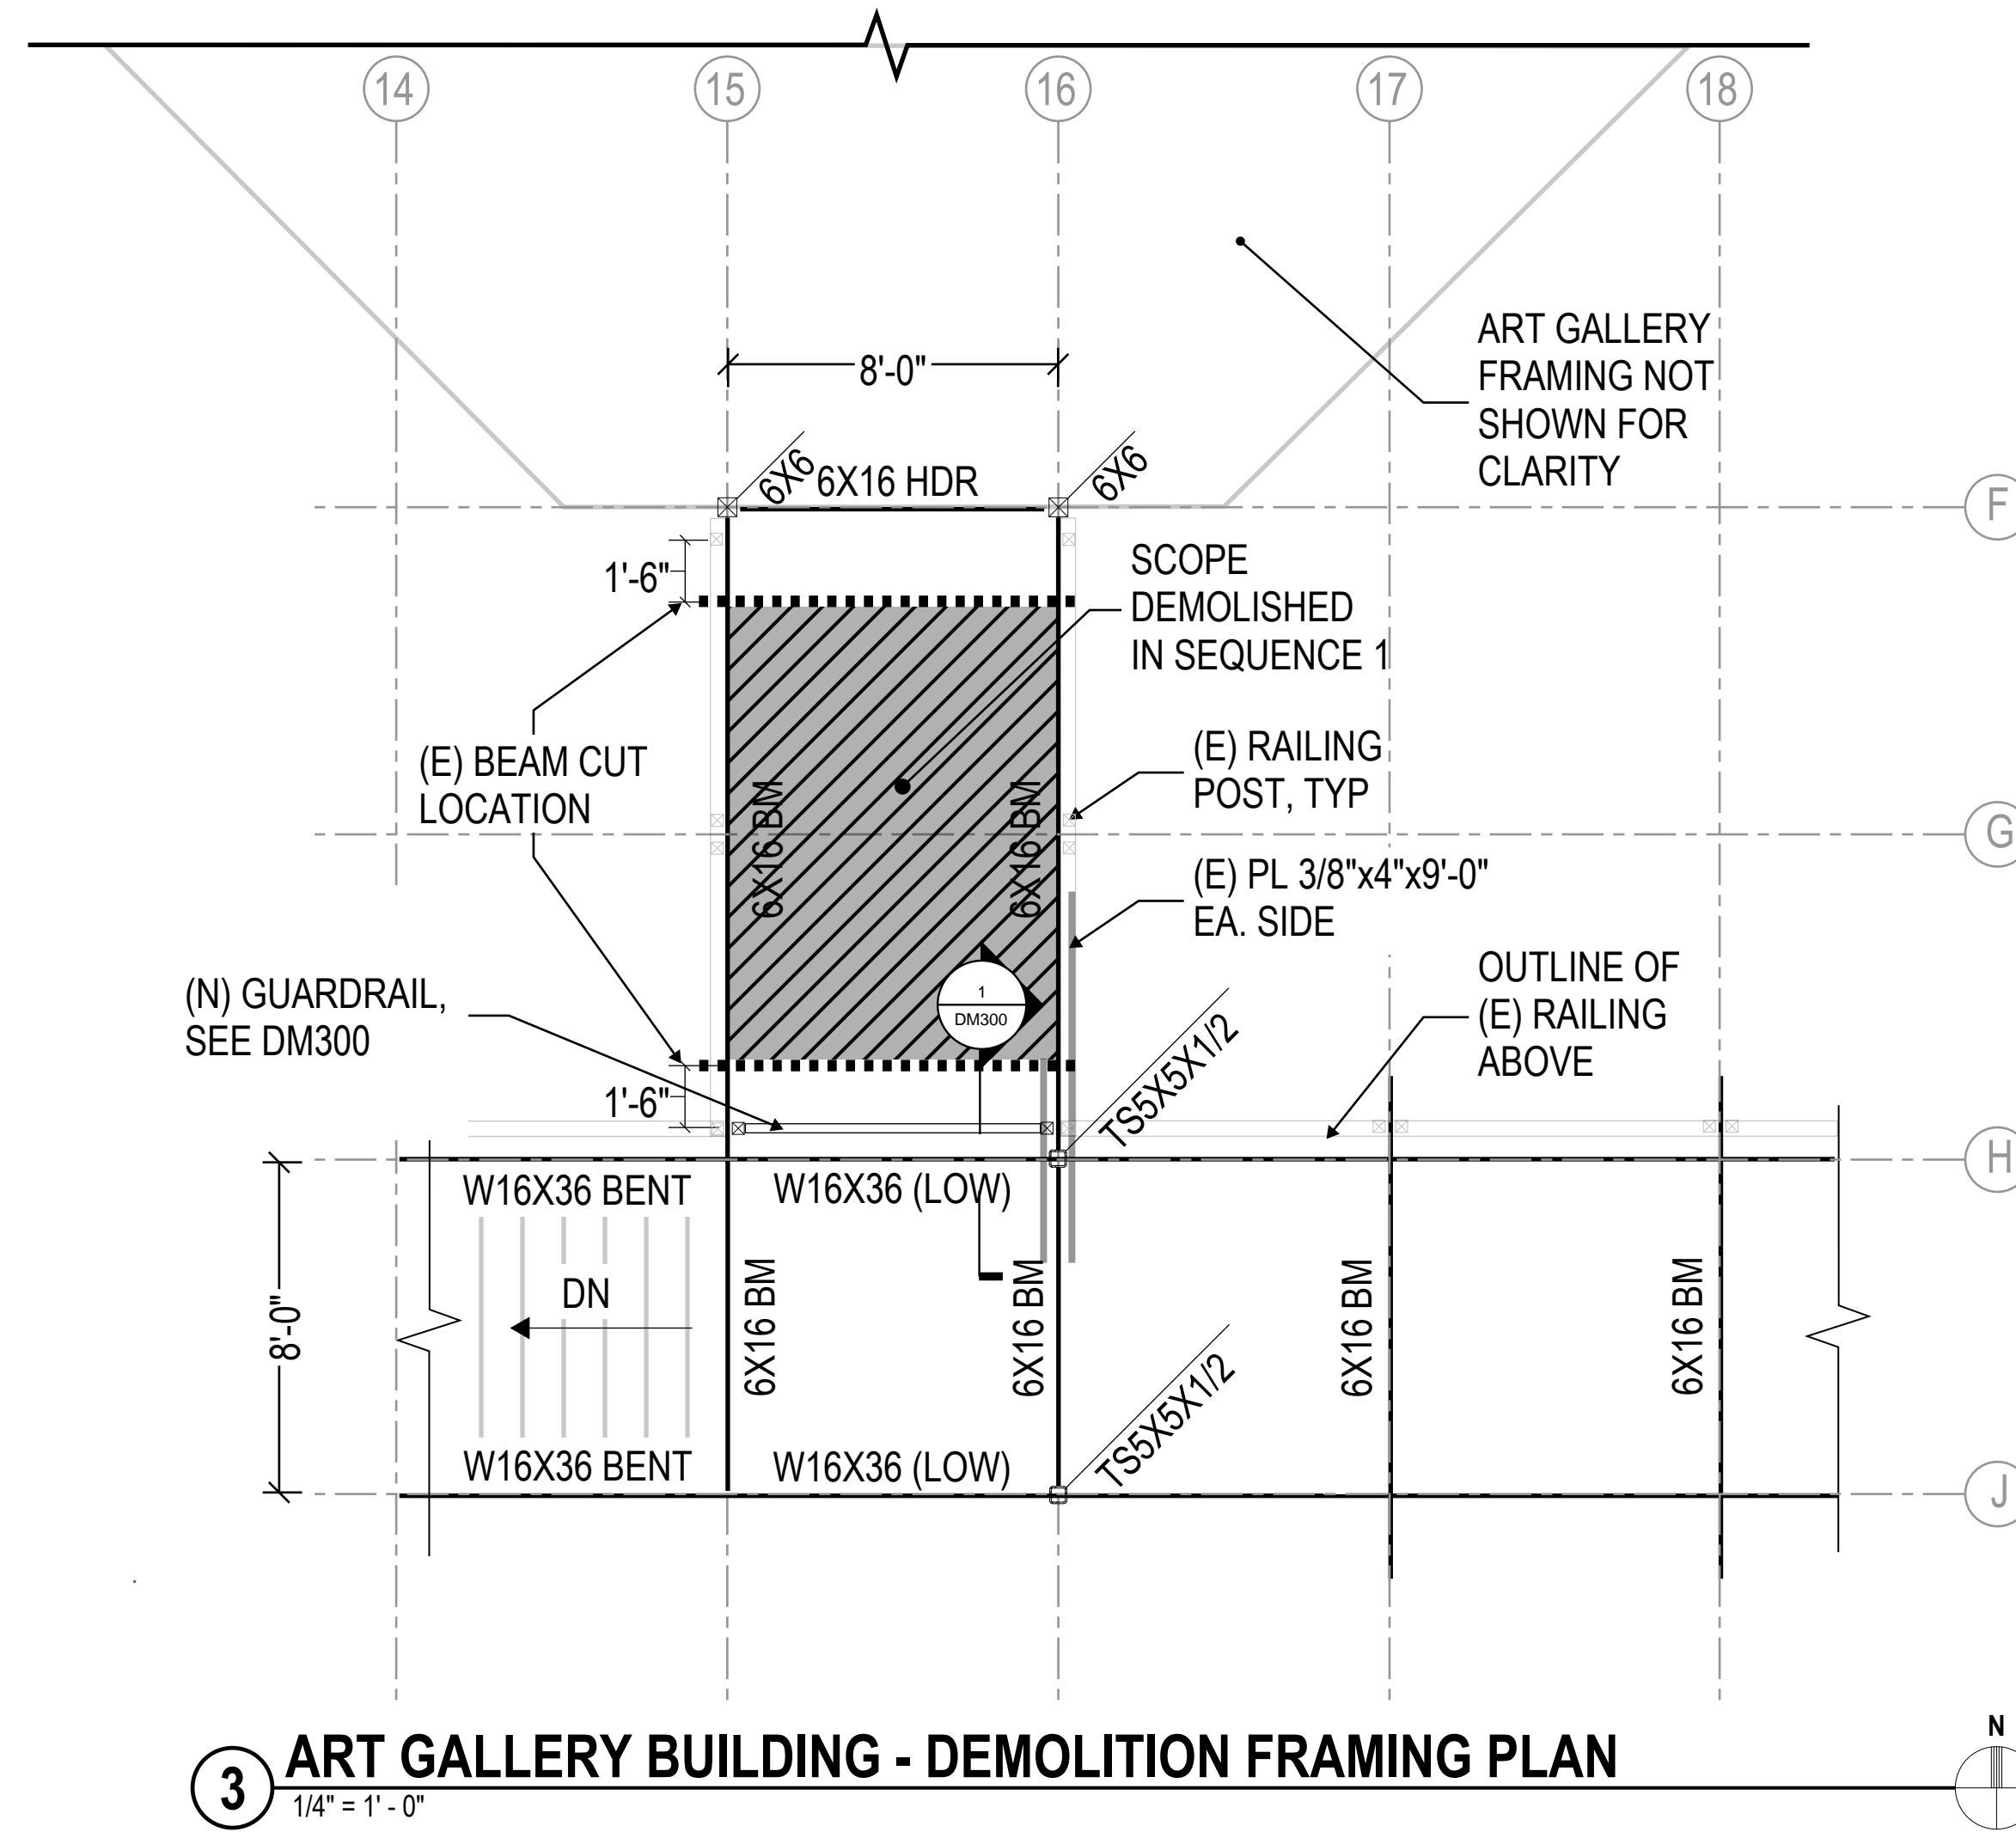 14
15
16
17
18
8'-0"
ART GALLERY
FRAMING NOT
SHOWN FOR
CLARITY
6X6
6X16 HDR
6X6
F
1'-6"
SCOPE
DEMOLISHED
IN SEQUENCE 1
(E) BEAM CUT
LOCATION
(E) RAILING
POST, TYP
6X16 BM
6X16 BM
G
(E) PL 3/8"x4"x9'-0"
EA. SIDE
(N) GUARDRAIL,
SEE DM300
1
DM300
OUTLINE OF
(E) RAILING
ABOVE
1'-6"
TS5X5X1/2
H
W16X36 BENT
W16X36 (LOW)
8'-0"
DN
6X16 BM
6X16 BM
6X16 BM
6X16 BM
TS5X5X1/2
W16X36 BENT
W16X36 (LOW)
J
3
ART GALLERY BUILDING - DEMOLITION FRAMING PLAN
1/4" = 1' - 0"
N